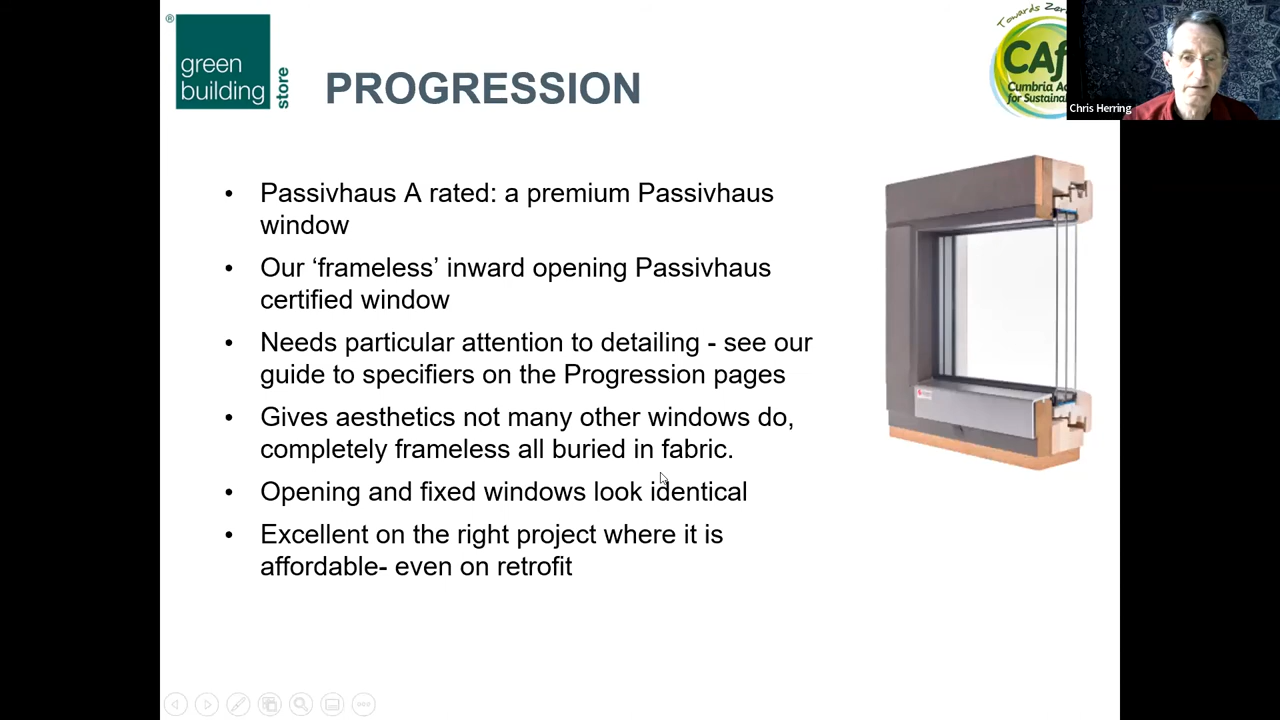 ®
green
building
store
PROGRESSION
Towards
CAf
Cumbria
for
Chris Herring
• Passivhaus A rated: a premium Passivhaus
window
• Our ‘frameless’ inward opening Passivhaus
certified window
• Needs particular attention to detailing - see our
guide to specifiers on the Progression pages
• Gives aesthetics not many other windows do,
completely frameless all buried in fabric.
• Opening and fixed windows look identical
• Excellent on the right project where it is
affordable- even on retrofit